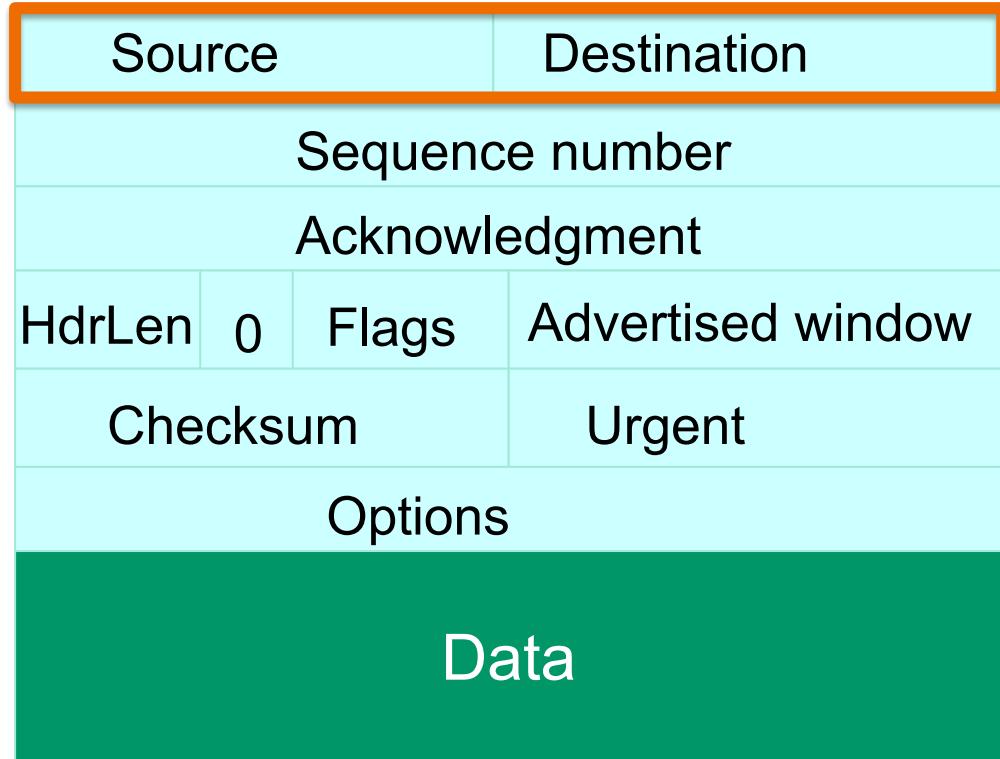 Source Destination
Sequence number
Acknowledgment
HdrLen 0 Flags Advertised window
Checksum Urgent
Options
Data